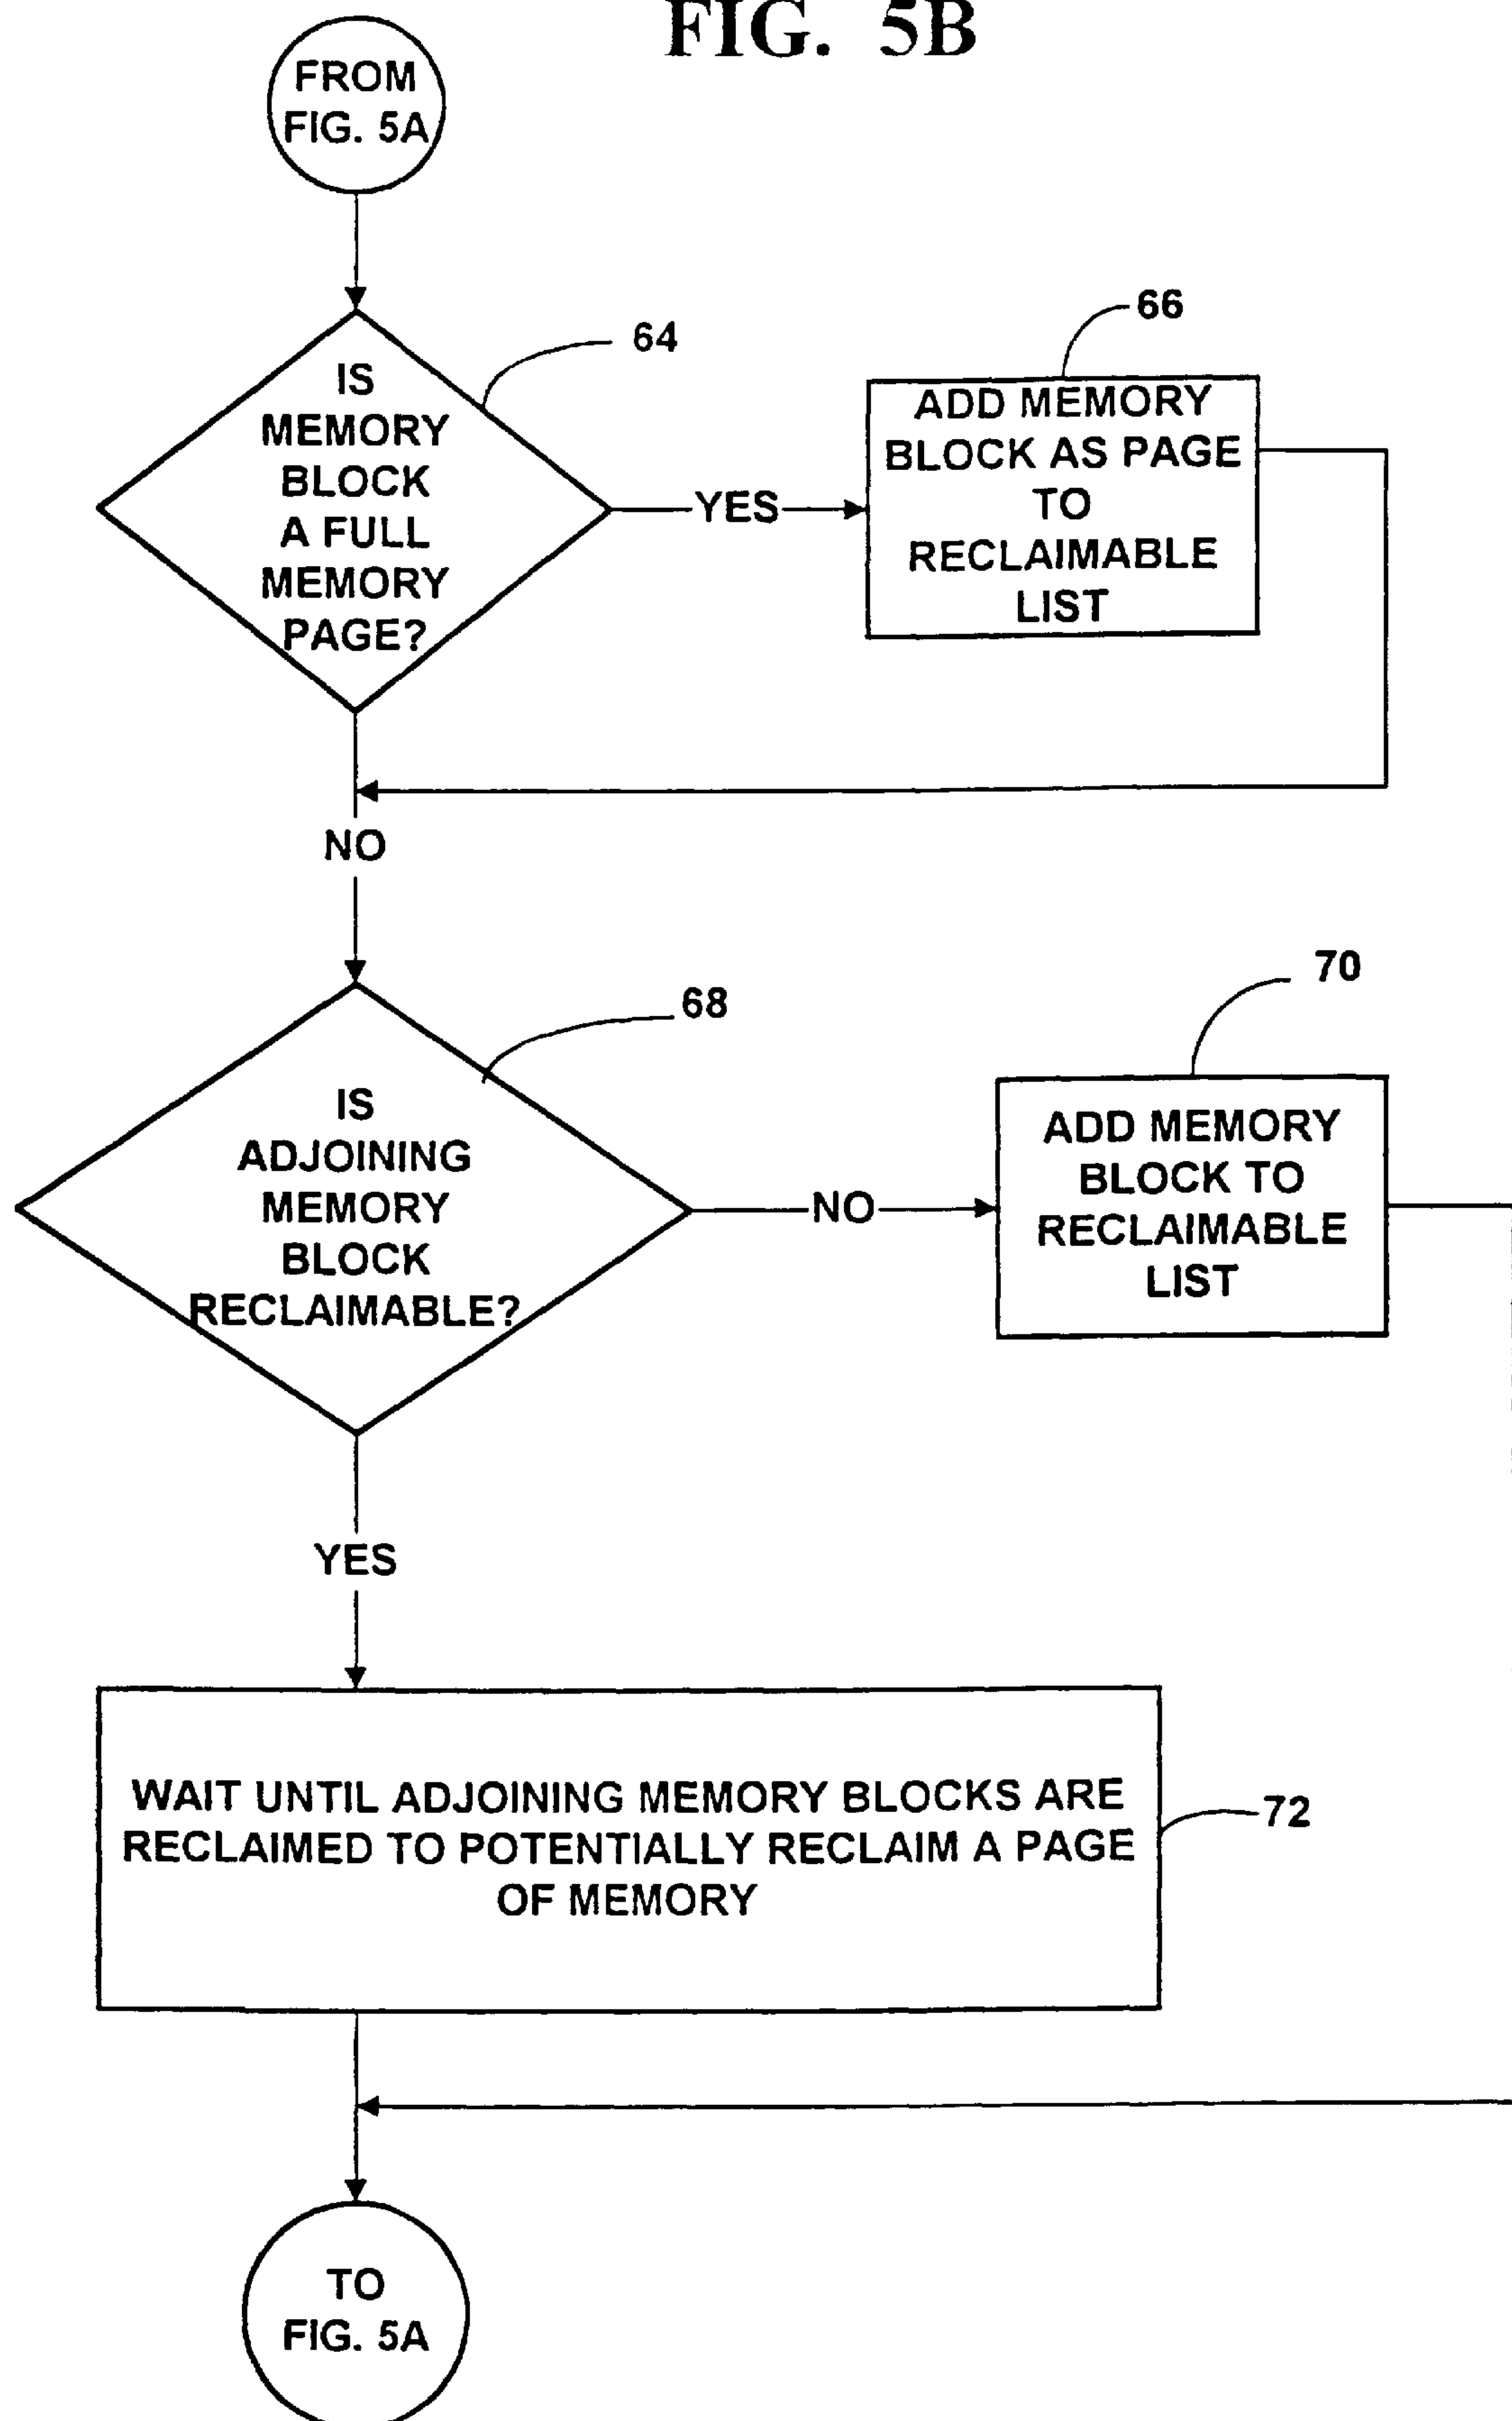 FIG. 5B
FROM
FIG. 5A
64
IS
MEMORY
BLOCK
A FULL
MEMORY
PAGE?
YES
66
ADD MEMORY
BLOCK AS PAGE
TO
RECLAIMABLE
LIST
NO
68
IS
ADJOINING
MEMORY
BLOCK
RECLAIMABLE?
NO
70
ADD MEMORY
BLOCK TO
RECLAIMABLE
LIST
YES
WAIT UNTIL ADJOINING MEMORY BLOCKS ARE
RECLAIMED TO POTENTIALLY RECLAIM A PAGE
OF MEMORY
72
TO
FIG. 5A